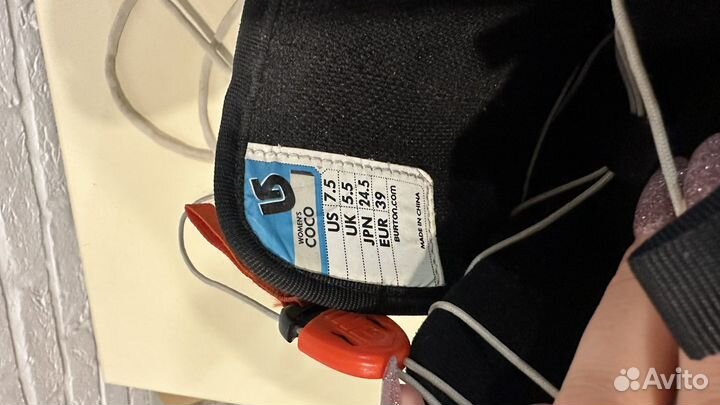 WOMEN'S
COCO
US 7.5
UK 5.5
JPN 24.5
EUR 39
BURTON.com
MADE IN CHINA
Avito